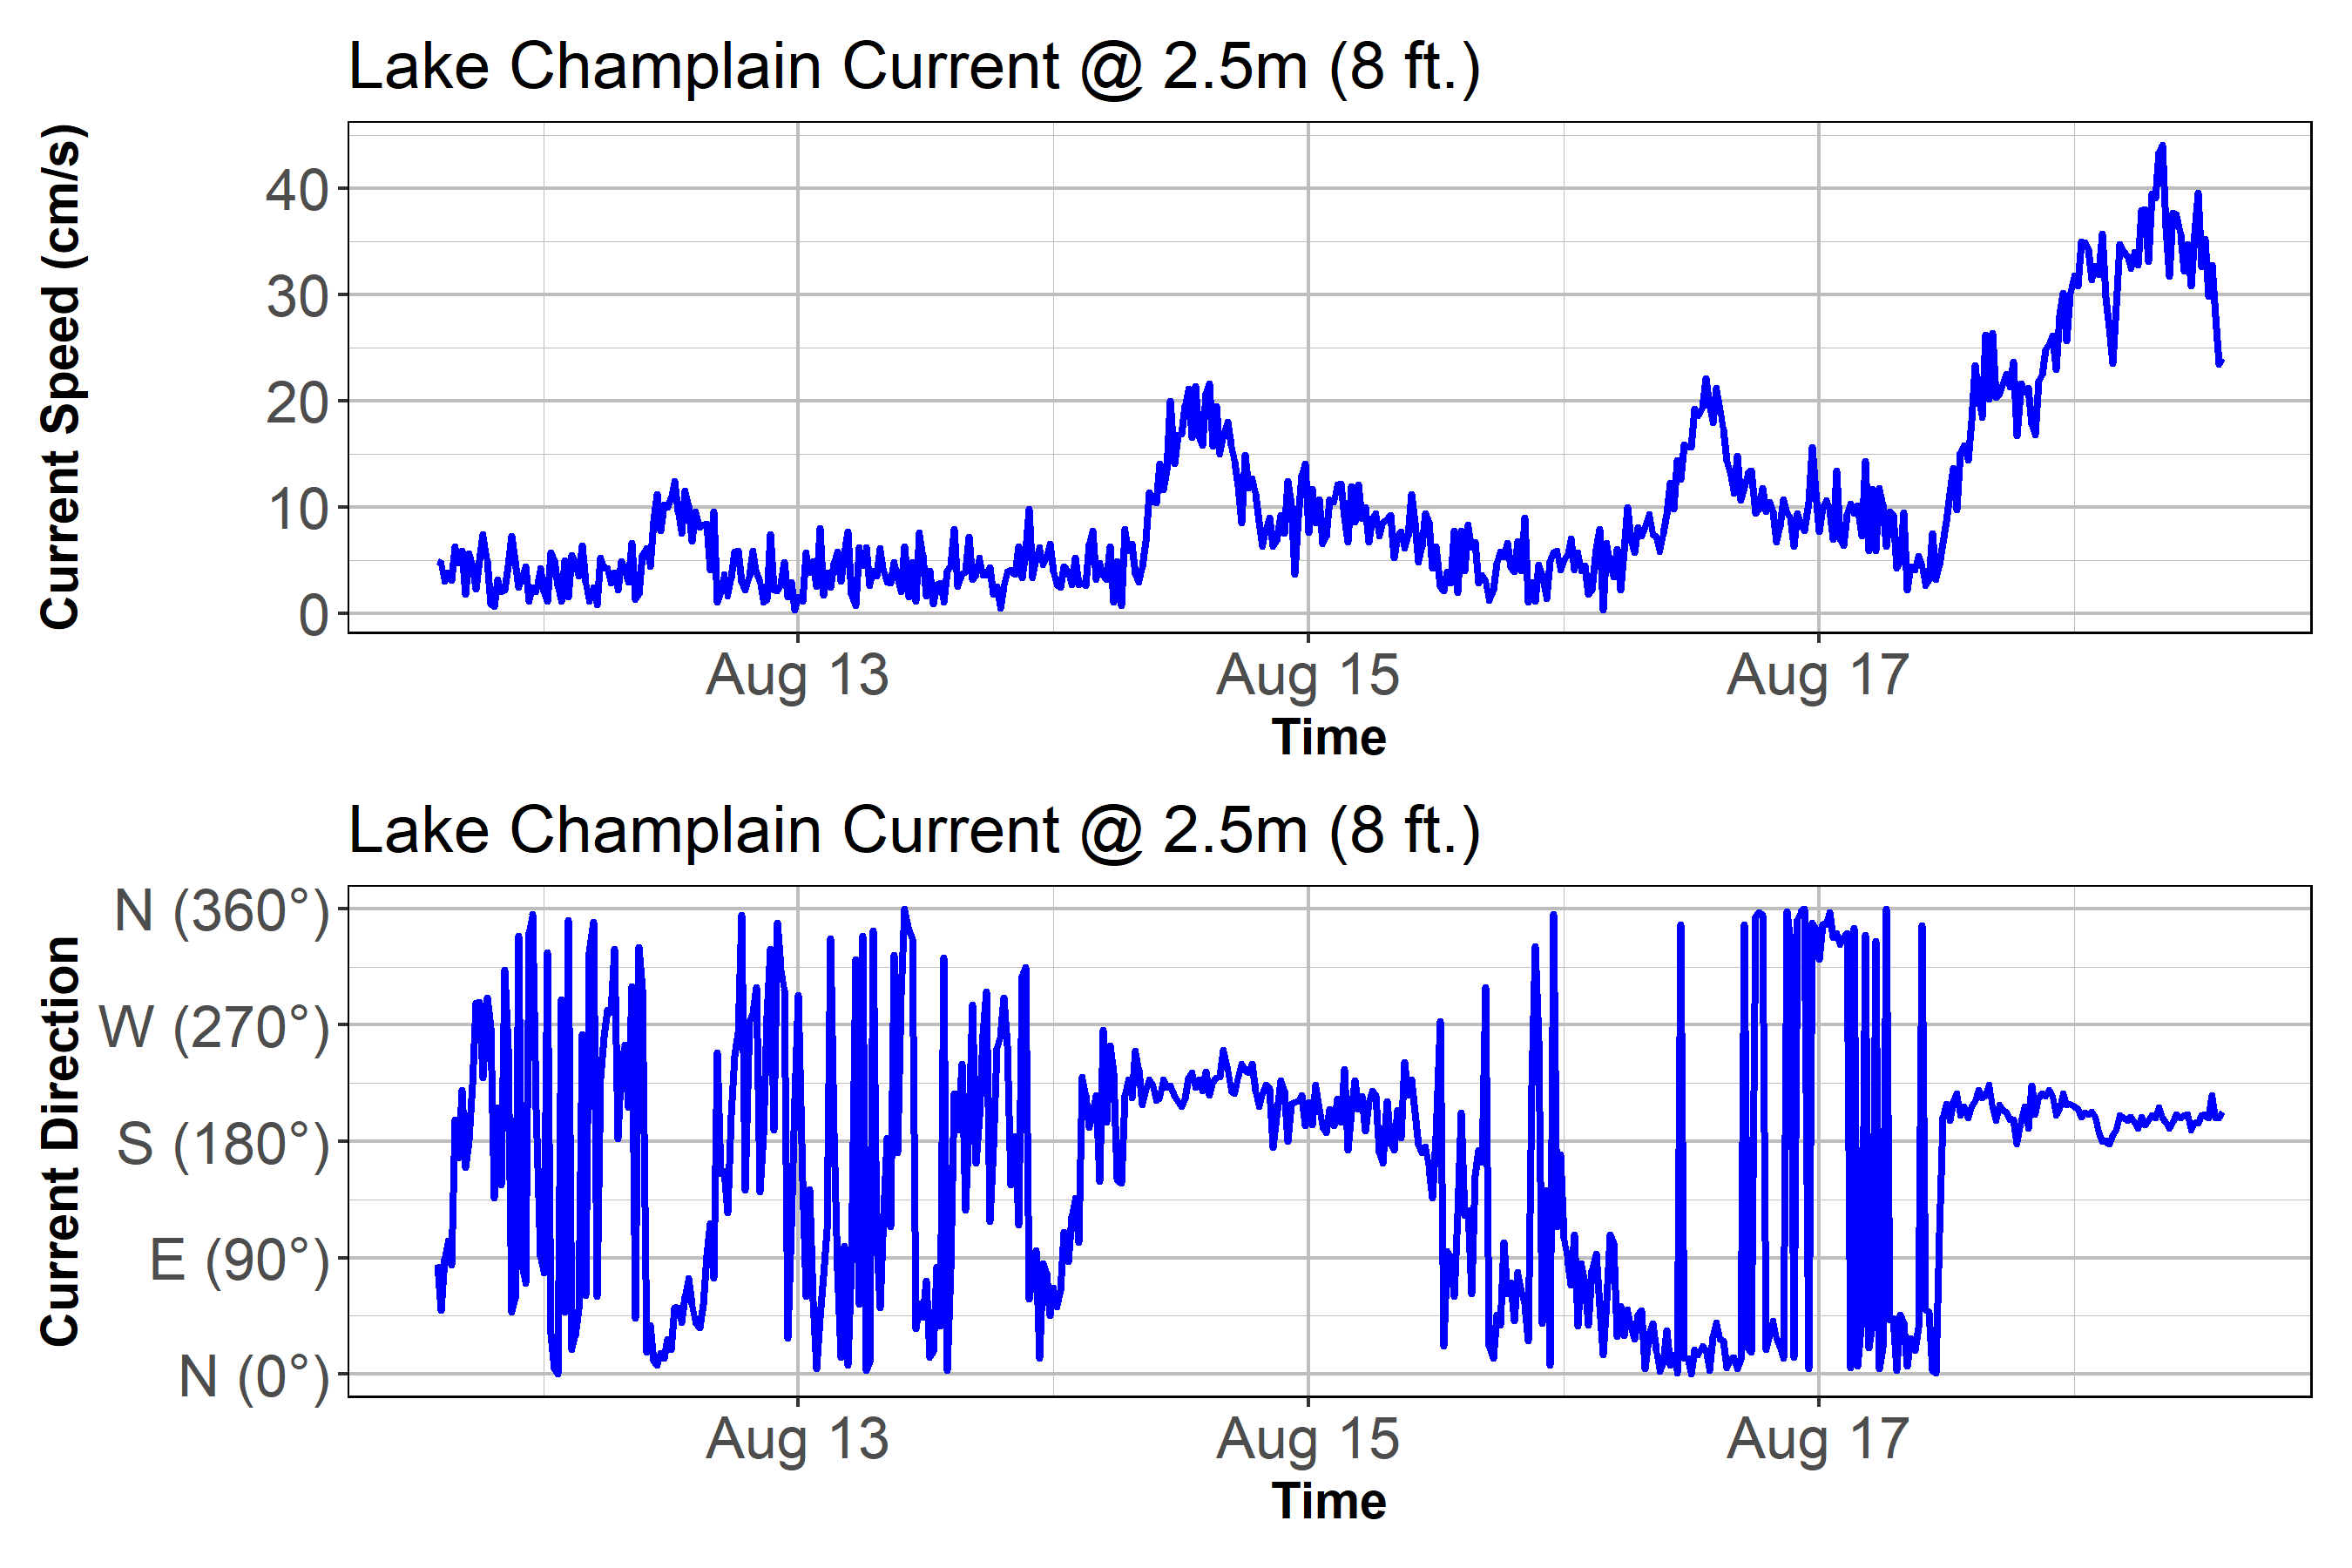 Lake Champlain Current @ 2.5m (8 ft.)
Current Speed (cm/s)
40
30
20
10
0
Aug 13 Aug 15 Aug 17
Time
Lake Champlain Current @ 2.5m (8 ft.)
Current Direction
N (360°)
W (270°)
S (180°)
E (90°)
N (0°)
Aug 13 Aug 15 Aug 17
Time